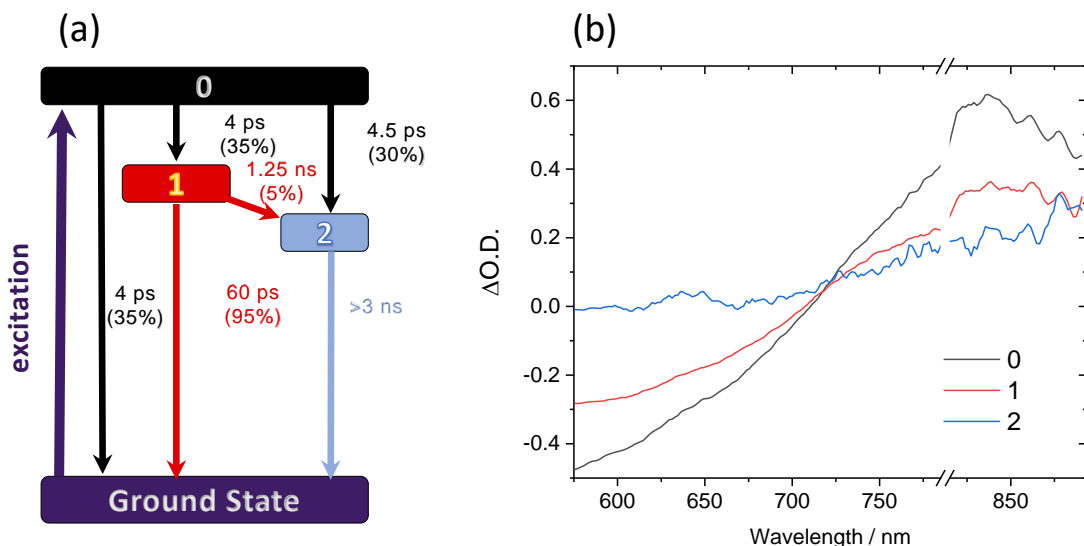 (a)
0
4 ps
(35%)
4.5 ps
(30%)
1.25 ns
(5%)
1
2
excitation
4 ps
(35%)
60 ps
(95%)
>3 ns
Ground State
(b)
0.6
0.4
0.2
0.0
-0.2
-0.4
ΔO.D.
0
1
2
600
650
700
750
850
Wavelength / nm